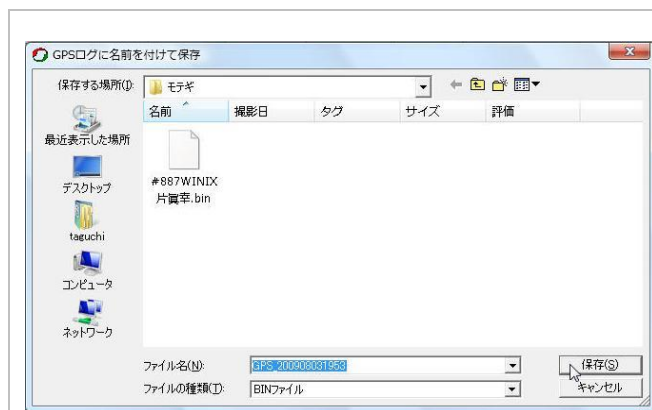 GPSログに名前を付けて保存
保存する場所(I):
モテギ
名前
撮影日
タグ
サイズ
評価
最近表示した場所
デスクトップ
taguchi
コンピュータ
ネットワーク
#887WINIX
片眞幸.bin
ファイル名(N):
GPS_200908031953
保存(S)
ファイルの種類(T):
BINファイル
キャンセル